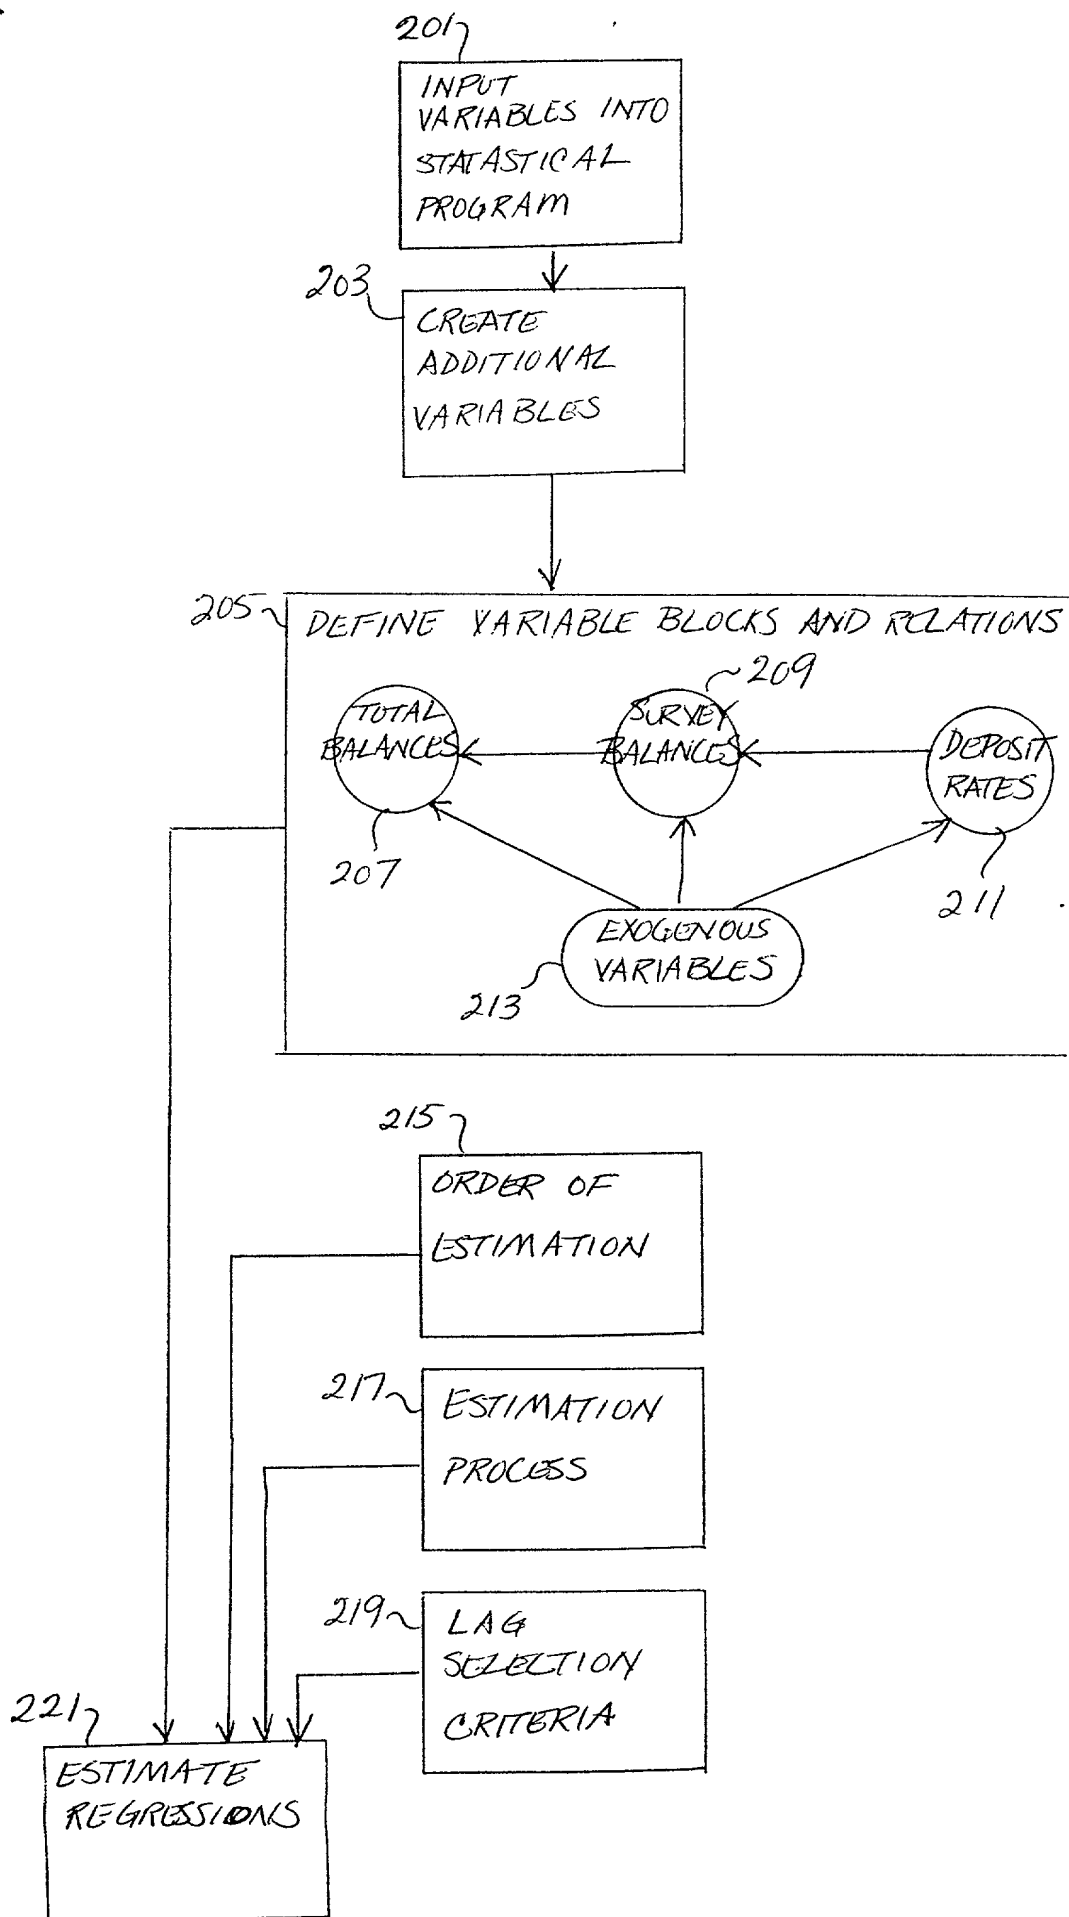 201
INPUT
VARIABLES INTO
STATASTICAL
PROGRAM
203
CREATE
ADDITIONAL
VARIABLES
205
DEFINE VARIABLE BLOCKS AND RELATIONS
209
TOTAL
BALANCES
SURVEY
BALANCES
DEPOSIT
RATES
207
211
EXOGENOUS
VARIABLES
213
215
ORDER OF
ESTIMATION
217
ESTIMATION
PROCESS
219
LAG
SELECTION
CRITERIA
221
ESTIMATE
REGRESSIONS